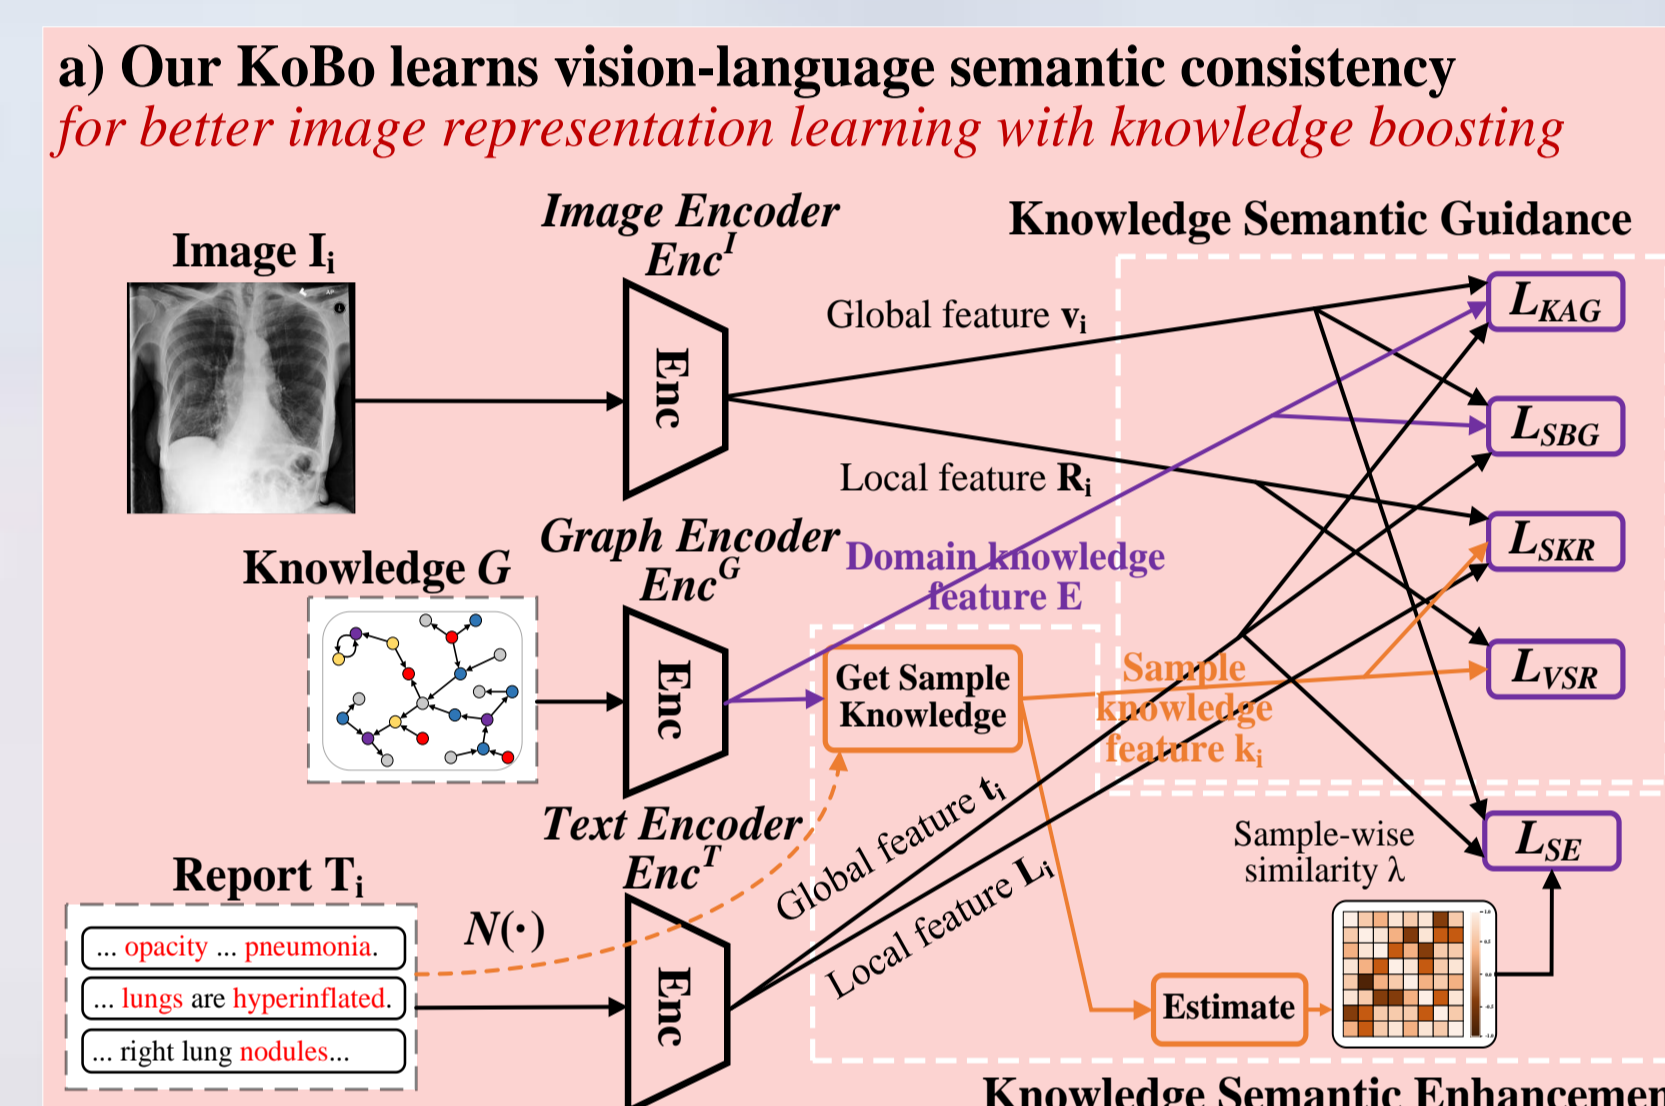 a) Our KoBo learns vision-language semantic consistency
for better image representation learning with knowledge boosting
Image Encoder
Enc^I
Knowledge Semantic Guidance
Image I_i
Enc
Global feature v_i
L_KAG
L_SBG
Local feature R_i
L_SKR
L_VSR
Graph Encoder
Enc^G
Knowledge G
Enc
Domain knowledge
feature E
Get Sample
Knowledge
Sample
knowledge
feature k_i
Text Encoder
Enc^T
Report T_i
... opacity ... pneumonia.
... lungs are hyperinflated.
... right lung nodules...
N(·)
Enc
Global feature t_i
Local feature L_i
Sample-wise
similarity λ
L_SE
Estimate
Knowledge Semantic